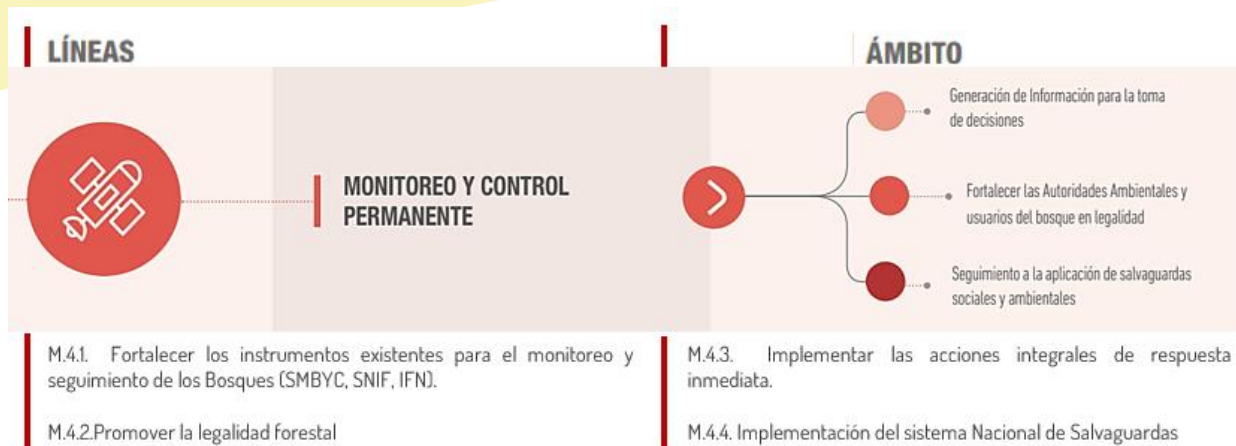 LÍNEAS
ÁMBITO
MONITOREO Y CONTROL
PERMANENTE
Generación de Información para la toma
de decisiones
Fortalecer las Autoridades Ambientales y
usuarios del bosque en legalidad
Seguimiento a la aplicación de salvaguardas
sociales y ambientales
M.4.1. Fortalecer los instrumentos existentes para el monitoreo y
seguimiento de los Bosques (SMBYC, SNIF, IFN).
M.4.2.Promover la legalidad forestal
M.4.3. Implementar las acciones integrales de respuesta
inmediata.
M.4.4. Implementación del sistema Nacional de Salvaguardas